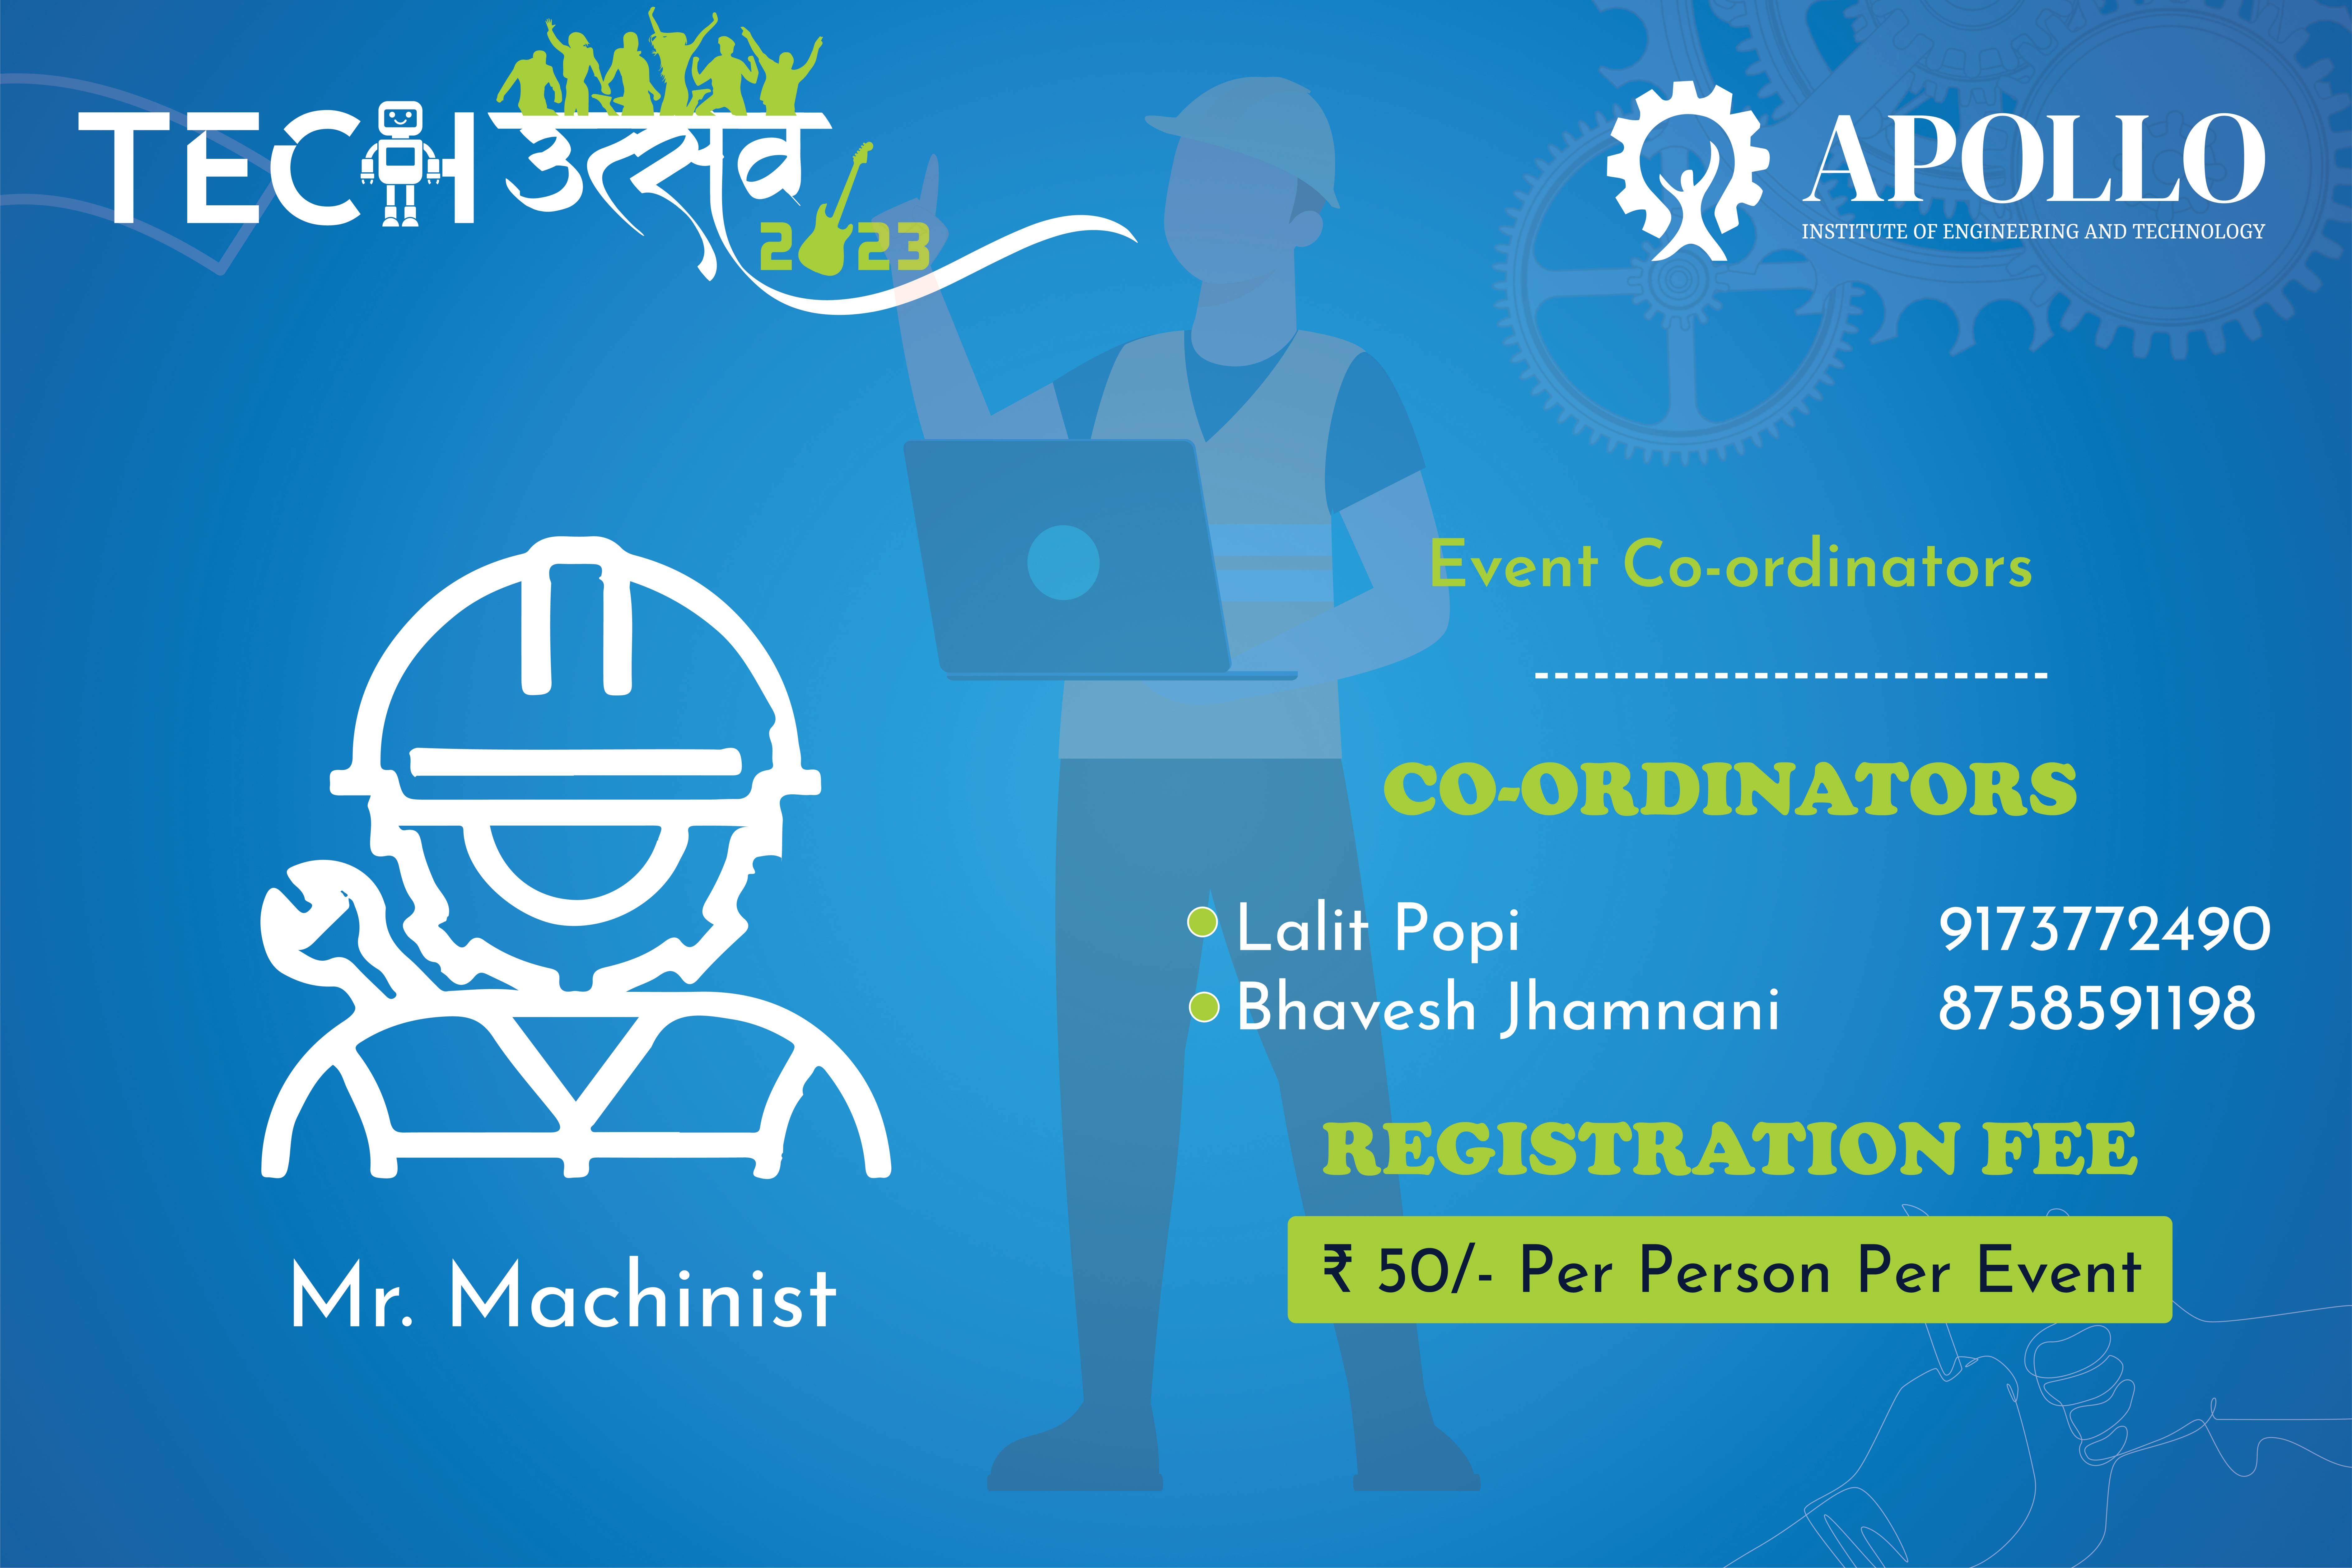 TECH उत्सव
2023
APOLLO
INSTITUTE OF ENGINEERING AND TECHNOLOGY
Event Co-ordinators
----------------------------
CO-ORDINATORS
Lalit Popi 9173772490
Bhavesh Jhamnani 8758591198
REGISTRATION FEE
₹ 50/- Per Person Per Event
Mr. Machinist